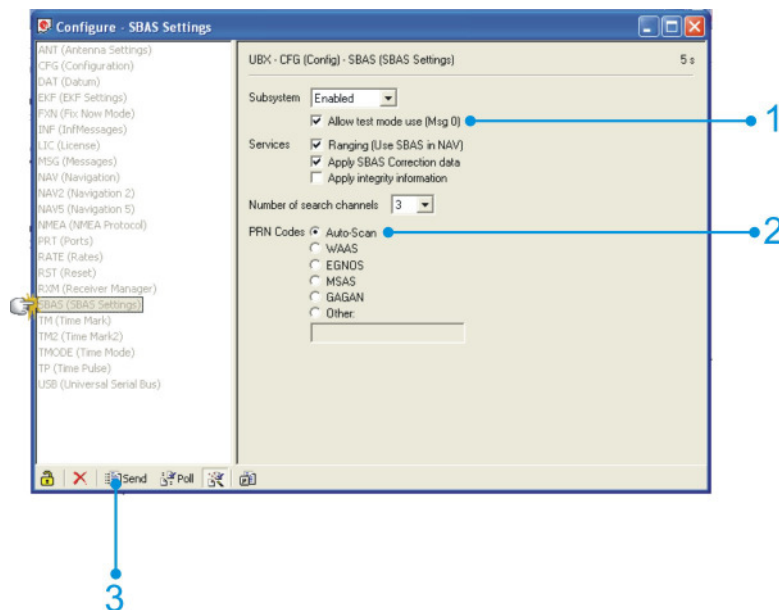 Configure - SBAS Settings
ANT (Antenna Settings)
CFG (Configuration)
DAT (Datum)
EKF (EKF Settings)
FXN (Fix Now Mode)
INF (InfMessages)
LIC (License)
MSG (Messages)
NAV (Navigation)
NAV2 (Navigation 2)
NAV5 (Navigation 5)
NMEA (NMEA Protocol)
PRT (Ports)
RATE (Rates)
RST (Reset)
RXM (Receiver Manager)
SBAS (SBAS Settings)
TM (Time Mark)
TM2 (Time Mark2)
TMODE (Time Mode)
TP (Time Pulse)
USB (Universal Serial Bus)
UBX - CFG (Config) - SBAS (SBAS Settings) 5 s
Subsystem Enabled
Allow test mode use (Msg 0) 1
Services Ranging (Use SBAS in NAV)
Apply SBAS Correction data
Apply integrity information
Number of search channels 3
PRN Codes Auto-Scan 2
WAAS
EGNOS
MSAS
GAGAN
Other:
Send Poll
3